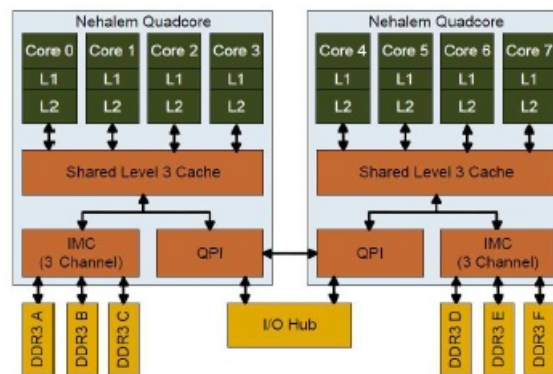 Nehalem Quadcore
Core 0 Core 1 Core 2 Core 3
L1 L1 L1 L1
L2 L2 L2 L2
Shared Level 3 Cache
IMC
(3 Channel)
QPI
DDR3 A
DDR3 B
DDR3 C
I/O Hub
Nehalem Quadcore
Core 4 Core 5 Core 6 Core 7
L1 L1 L1 L1
L2 L2 L2 L2
Shared Level 3 Cache
QPI
IMC
(3 Channel)
DDR3 D
DDR3 E
DDR3 F